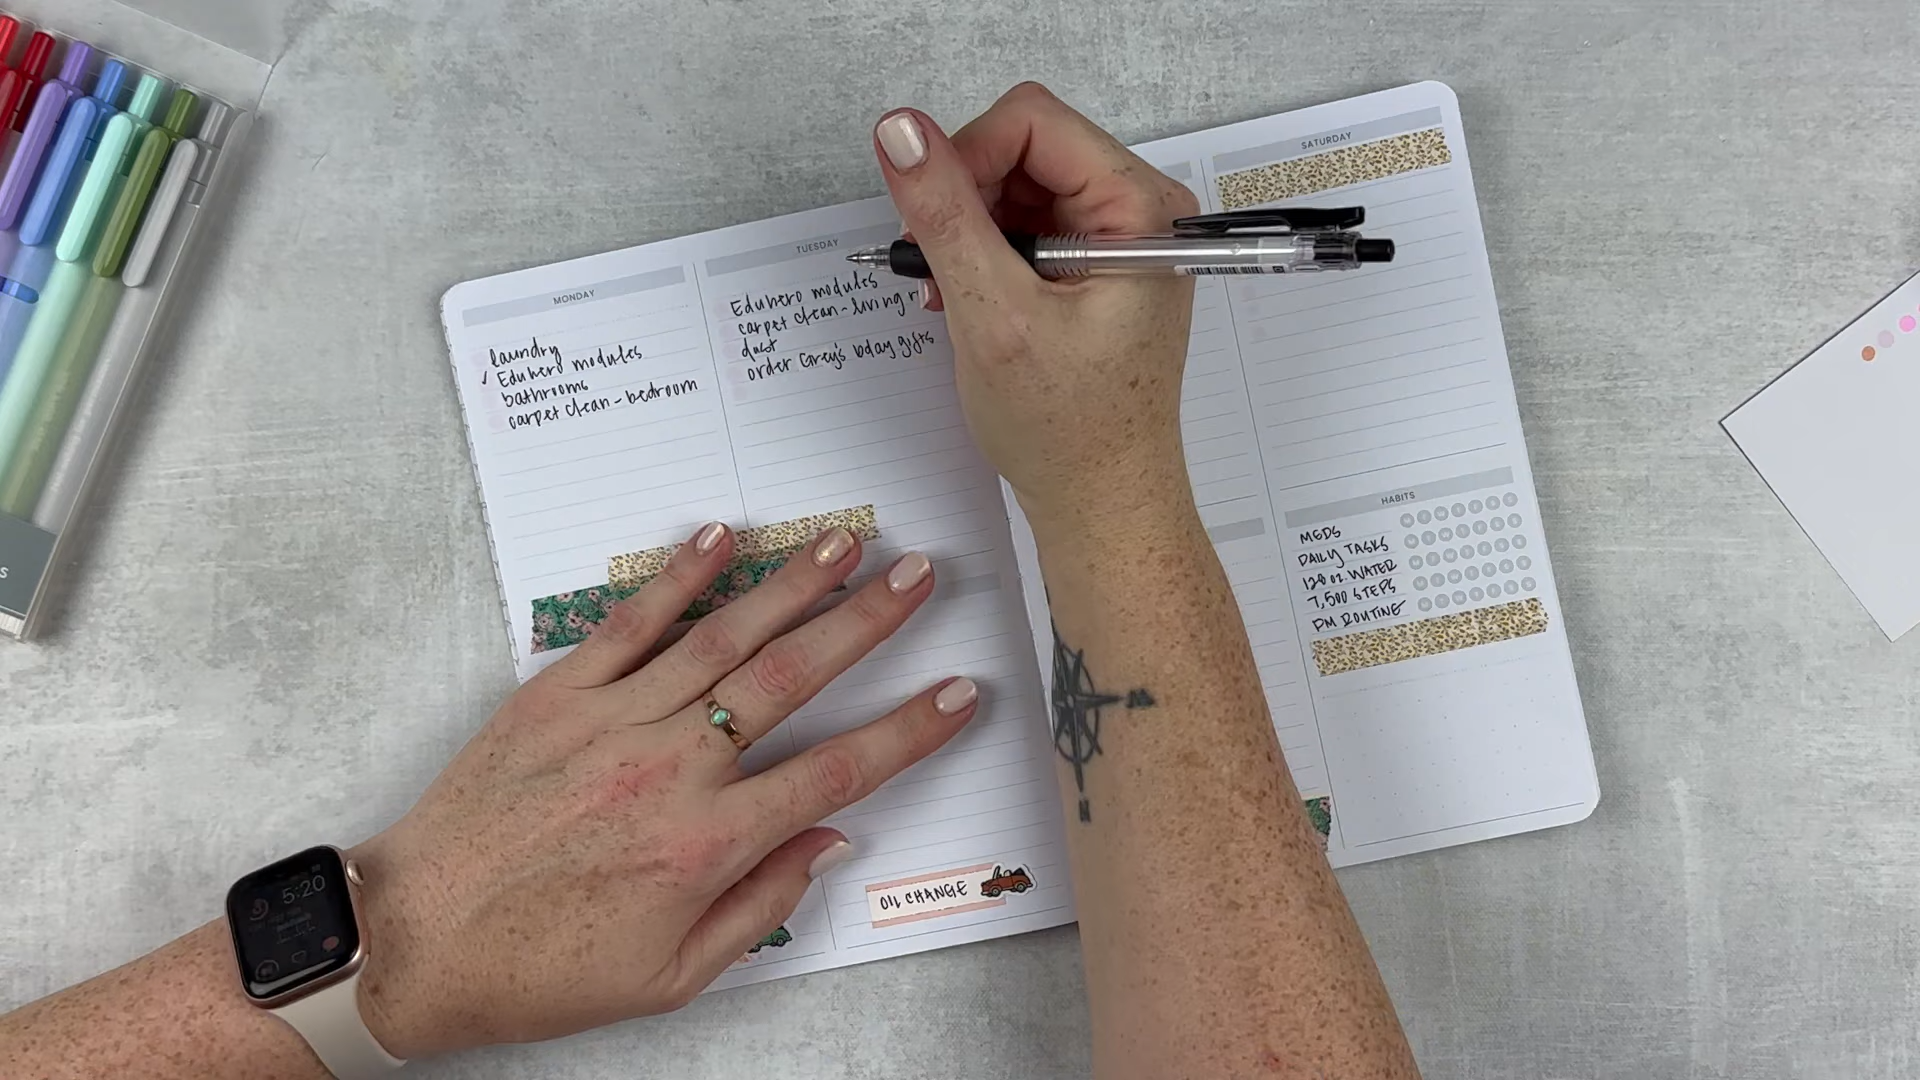 MONDAY
laundry
✓ Eduhero modules
bathrooms
carpet clean - bedroom
TUESDAY
Eduhero modules
carpet clean - living r
dust
order Grey's bday gifts
SATURDAY
HABITS
MEDS
DAILY TASKS
120 oz. WATER
7,500 STEPS
PM ROUTINE
OIL CHANGE
5:20
N
s